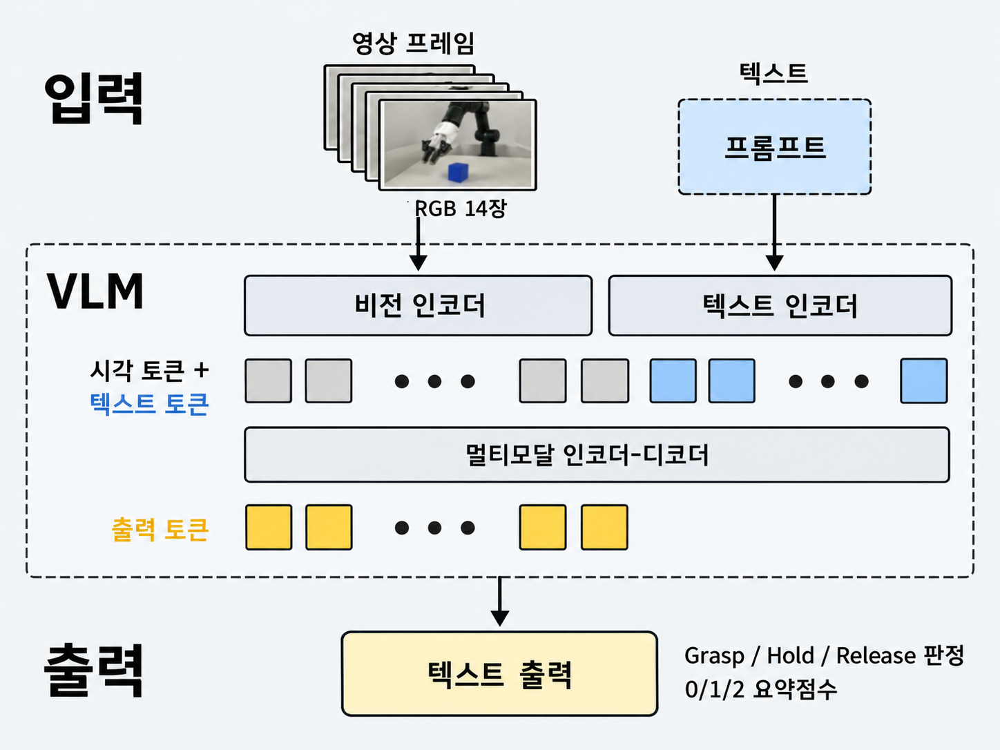 입력
영상 프레임
RGB 14장
텍스트
프롬프트
VLM
비전 인코더
텍스트 인코더
시각 토큰 +
텍스트 토큰
멀티모달 인코더-디코더
출력 토큰
출력
텍스트 출력
Grasp / Hold / Release 판정
0/1/2 요약점수